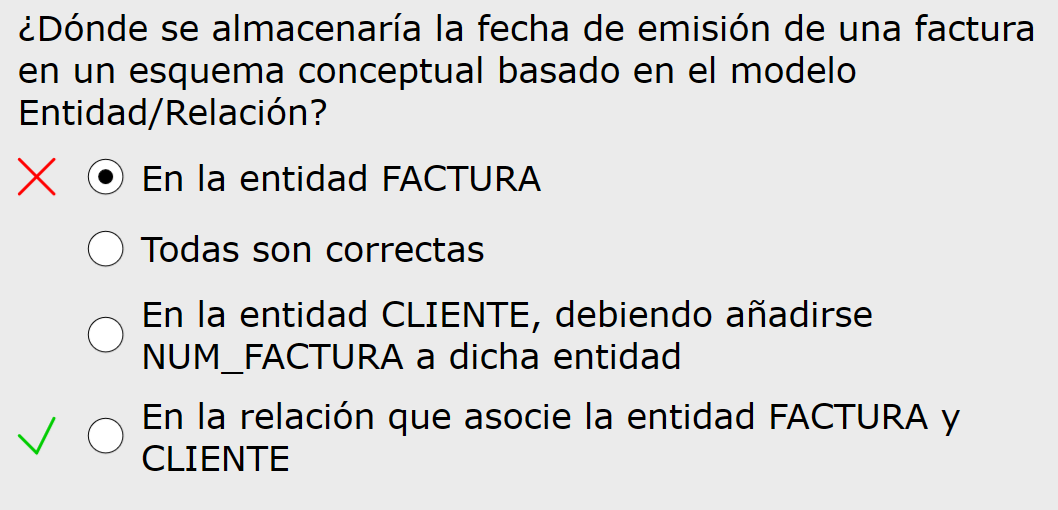 ¿Dónde se almacenaría la fecha de emisión de una factura
en un esquema conceptual basado en el modelo
Entidad/Relación?
En la entidad FACTURA
Todas son correctas
En la entidad CLIENTE, debiendo añadirse
NUM_FACTURA a dicha entidad
En la relación que asocie la entidad FACTURA y
CLIENTE